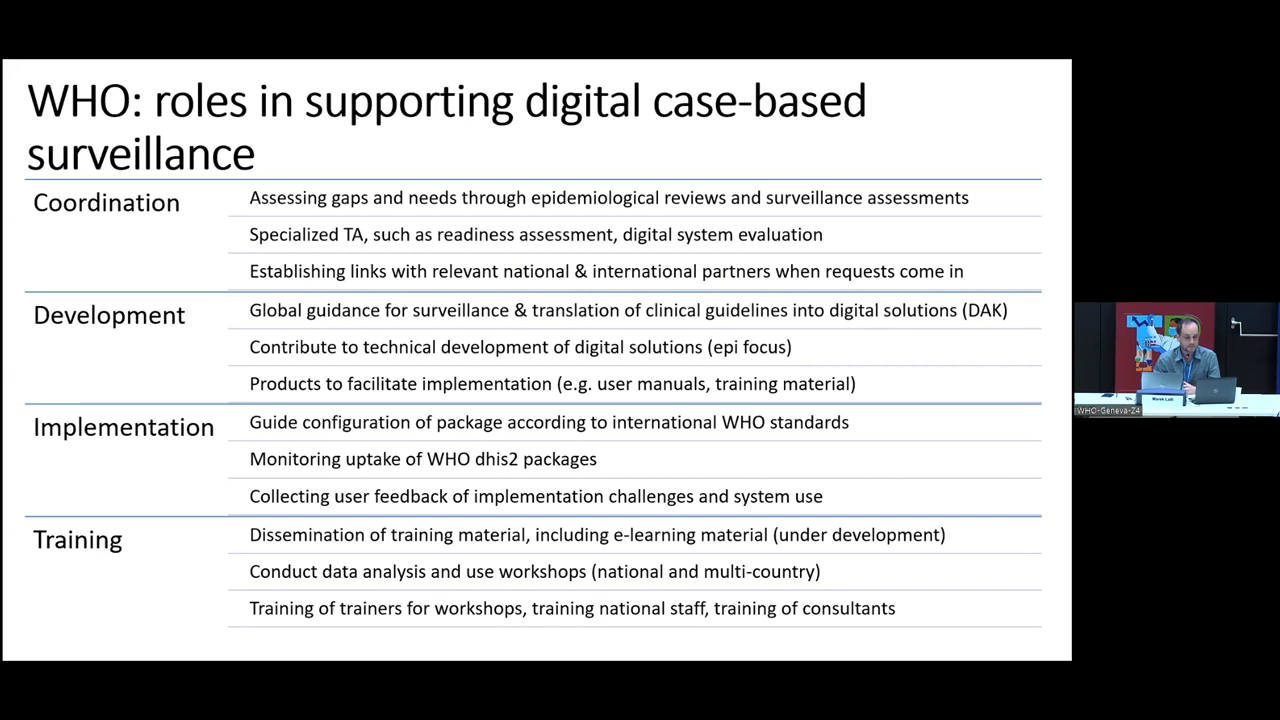 WHO: roles in supporting digital case-based
surveillance
Coordination
Assessing gaps and needs through epidemiological reviews and surveillance assessments
Specialized TA, such as readiness assessment, digital system evaluation
Establishing links with relevant national & international partners when requests come in
Development
Global guidance for surveillance & translation of clinical guidelines into digital solutions (DAK)
Contribute to technical development of digital solutions (epi focus)
Products to facilitate implementation (e.g. user manuals, training material)
Implementation
Guide configuration of package according to international WHO standards
Monitoring uptake of WHO dhis2 packages
Collecting user feedback of implementation challenges and system use
Training
Dissemination of training material, including e-learning material (under development)
Conduct data analysis and use workshops (national and multi-country)
Training of trainers for workshops, training national staff, training of consultants
Marek Lalli
WHO-Geneva-Z4